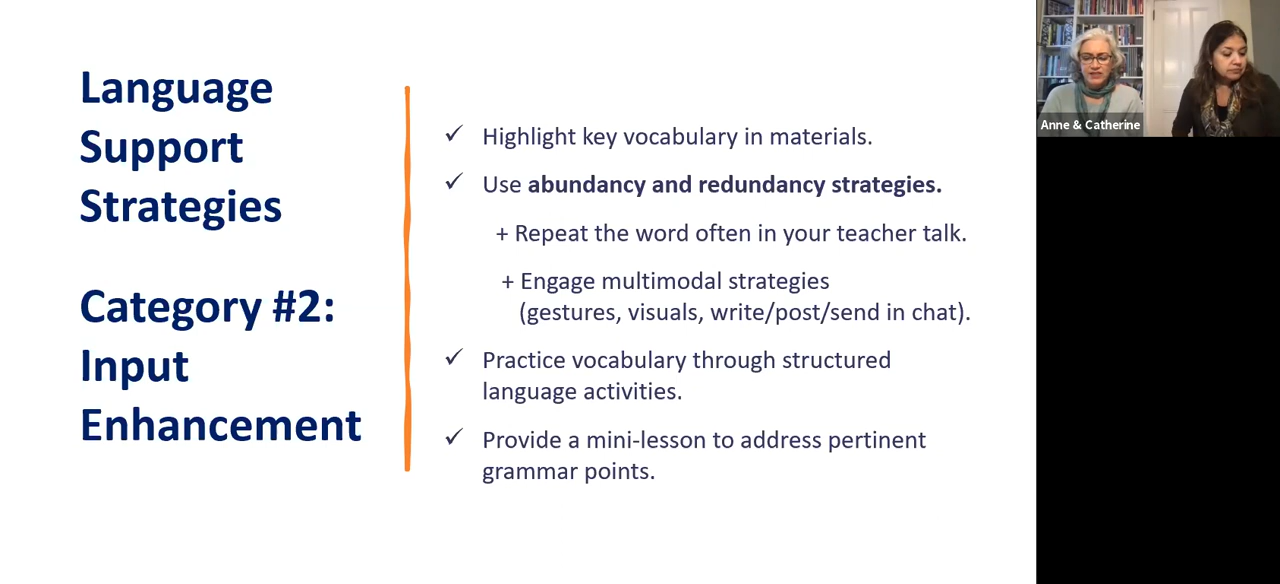 Language
Support
Strategies
Category #2:
Input
Enhancement
✓ Highlight key vocabulary in materials.
✓ Use abundancy and redundancy strategies.
+ Repeat the word often in your teacher talk.
+ Engage multimodal strategies
(gestures, visuals, write/post/send in chat).
✓ Practice vocabulary through structured
language activities.
✓ Provide a mini-lesson to address pertinent
grammar points.
Anne & Catherine